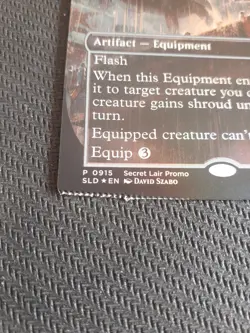 Artifact — Equipment
Flash
When this Equipment en
it to target creature you c
creature gains shroud un
turn.
Equipped creature can't
Equip 3
P 0915 Secret Lair Promo
SLD ★ EN DAVID SZABO